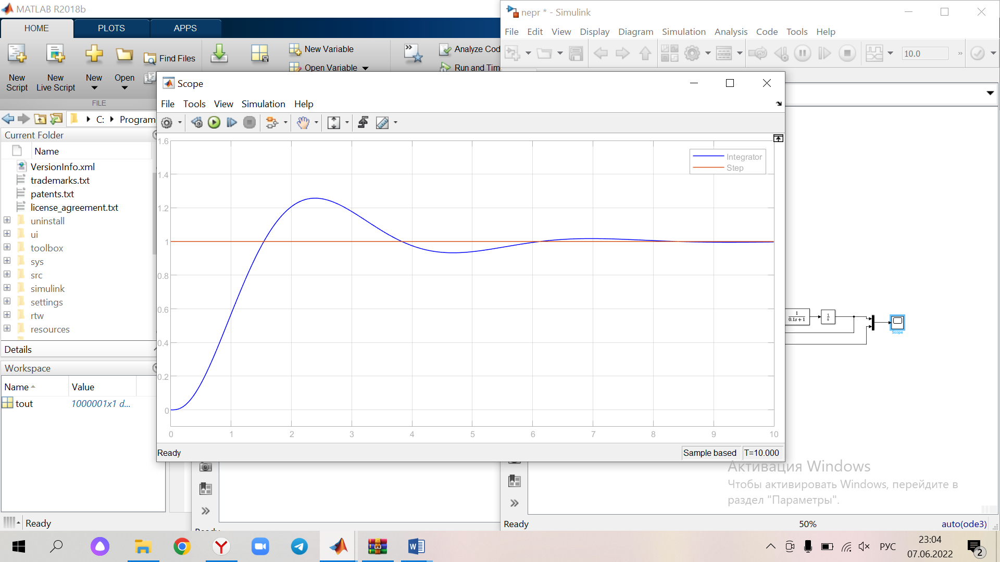 MATLAB R2018b
HOME
PLOTS
APPS
New Script
New Live Script
New
Open
Find Files
New Variable
Open Variable
Analyze Cod
Run and Tim
FILE
C:
Program
Current Folder
Name
VersionInfo.xml
trademarks.txt
patents.txt
license_agreement.txt
uninstall
ui
toolbox
sys
src
simulink
settings
rtw
resources
Details
Workspace
Name
Value
tout
1000001x1 d...
Ready
nepr * - Simulink
File Edit View Display Diagram Simulation Analysis Code Tools Help
10.0
Scope
File Tools View Simulation Help
Integrator
Step
1.6
1.4
1.2
1
0.8
0.6
0.4
0.2
0
0 1 2 3 4 5 6 7 8 9 10
Ready
Sample based
T=10.000
1
0.1s+1
1
s
Scope
Активация Windows
Чтобы активировать Windows, перейдите в
раздел "Параметры".
Ready
50%
auto(ode3)
РУС
23:04
07.06.2022
2